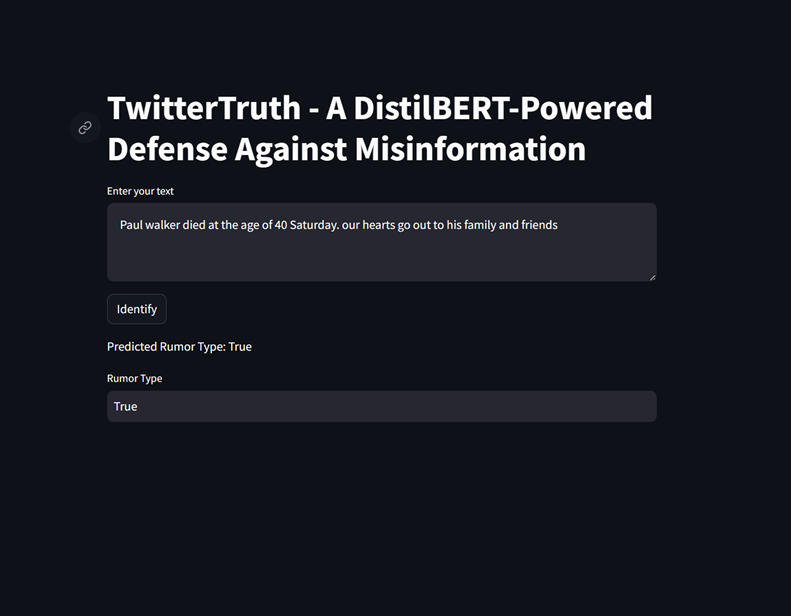 TwitterTruth - A DistilBERT-Powered
Defense Against Misinformation
Enter your text
Paul walker died at the age of 40 Saturday. our hearts go out to his family and friends
Identify
Predicted Rumor Type: True
Rumor Type
True